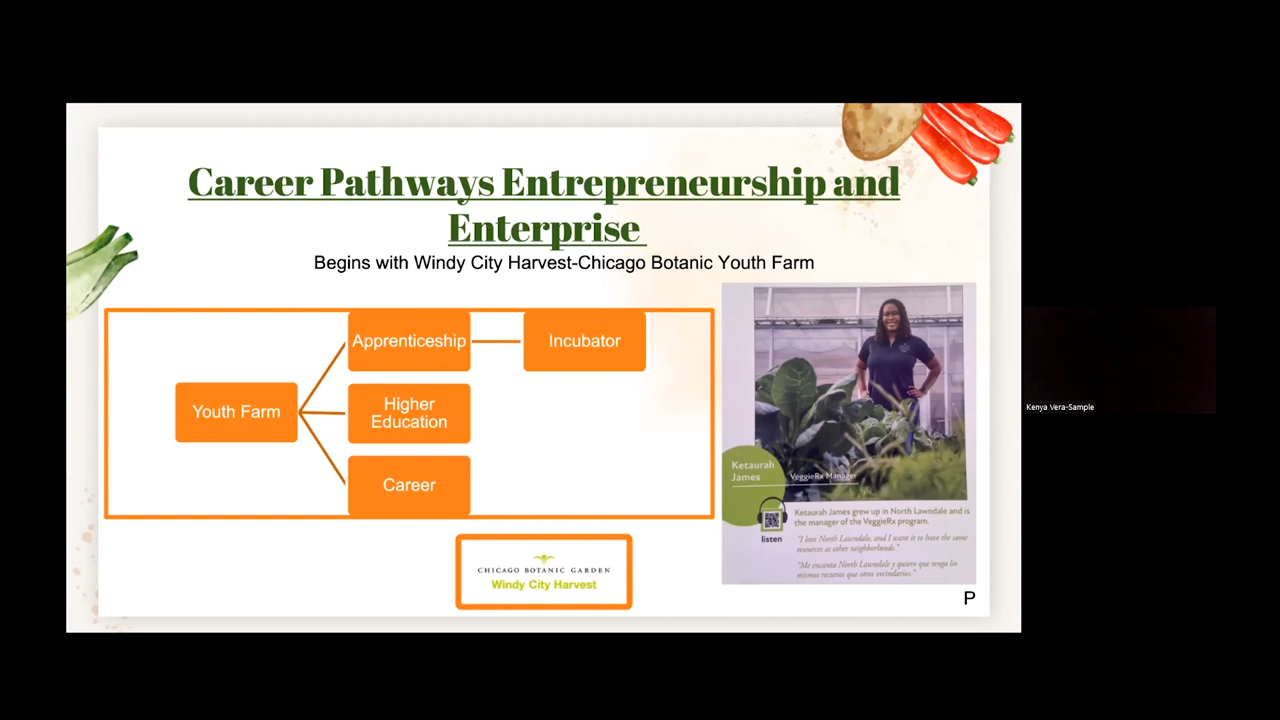 Career Pathways Entrepreneurship and
Enterprise
Begins with Windy City Harvest-Chicago Botanic Youth Farm
Youth Farm
Apprenticeship
Incubator
Higher
Education
Career
CHICAGO BOTANIC GARDEN
Windy City Harvest
Ketaurah
James
VeggieRx Manager
listen
Ketaurah James grew up in North Lawndale and is
the manager of the VeggieRx program.
"I love North Lawndale, and I want it to have the same
resources as other neighborhoods."
"Me encanta North Lawndale y quiero que tenga los
mismos recursos que otros vecindarios."
P
Kenya Vera-Sample